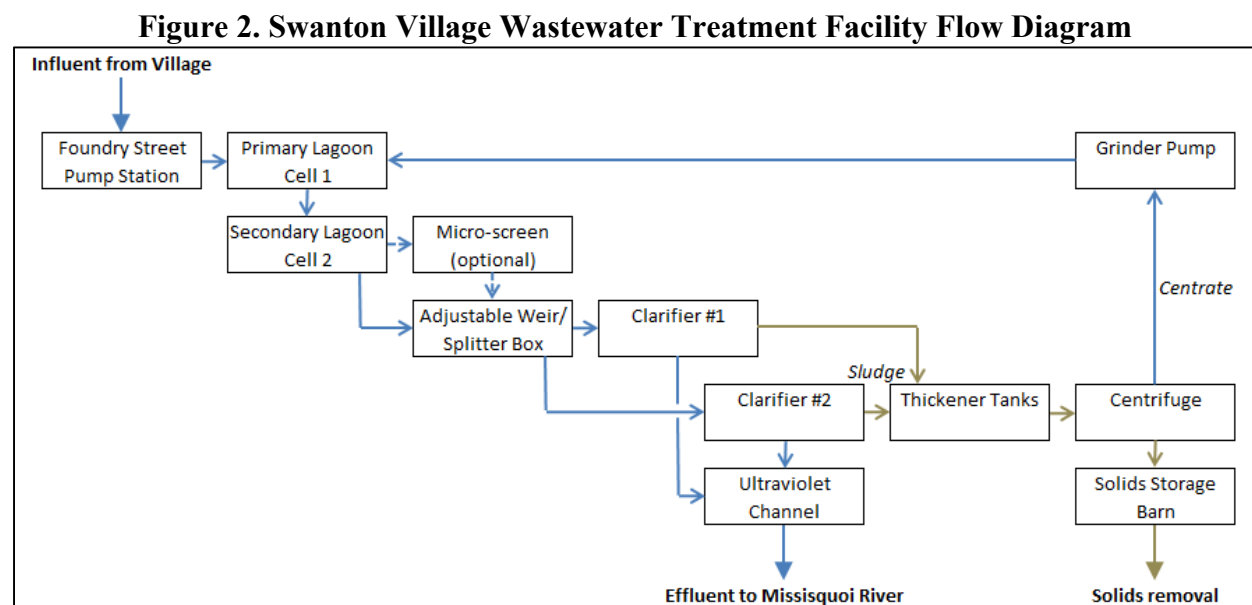 Figure 2. Swanton Village Wastewater Treatment Facility Flow Diagram
Influent from Village
Foundry Street
Pump Station
Primary Lagoon
Cell 1
Grinder Pump
Secondary Lagoon
Cell 2
Micro-screen
(optional)
Centrate
Adjustable Weir/
Splitter Box
Clarifier #1
Sludge
Clarifier #2
Thickener Tanks
Centrifuge
Ultraviolet
Channel
Solids Storage
Barn
Effluent to Missisquoi River
Solids removal